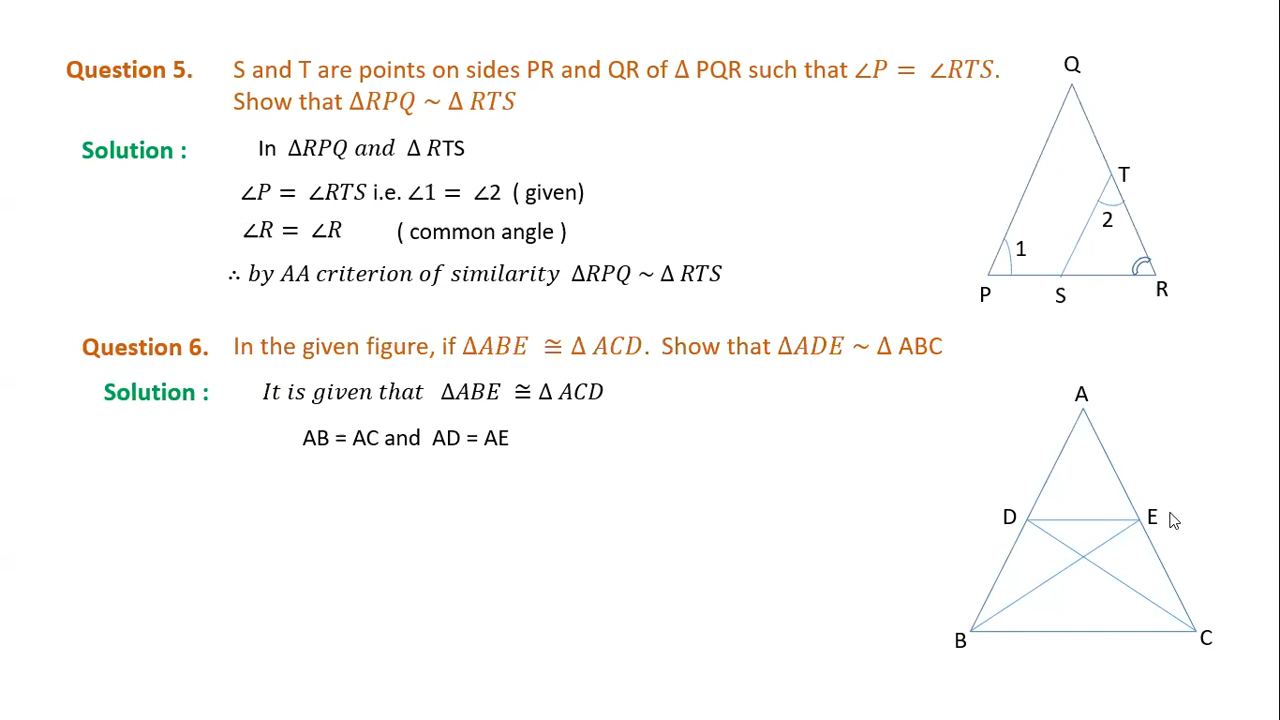 Question 5. S and T are points on sides PR and QR of Δ PQR such that ∠P = ∠RTS.
Show that ΔRPQ ~ Δ RTS
Solution : In ΔRPQ and Δ RTS
∠P = ∠RTS i.e. ∠1 = ∠2 ( given)
∠R = ∠R ( common angle )
∴ by AA criterion of similarity ΔRPQ ~ Δ RTS
Q
T
2
1
P
S
R
Question 6. In the given figure, if ΔABE ≅ Δ ACD. Show that ΔADE ~ Δ ABC
Solution : It is given that ΔABE ≅ Δ ACD
AB = AC and AD = AE
A
D
E
B
C